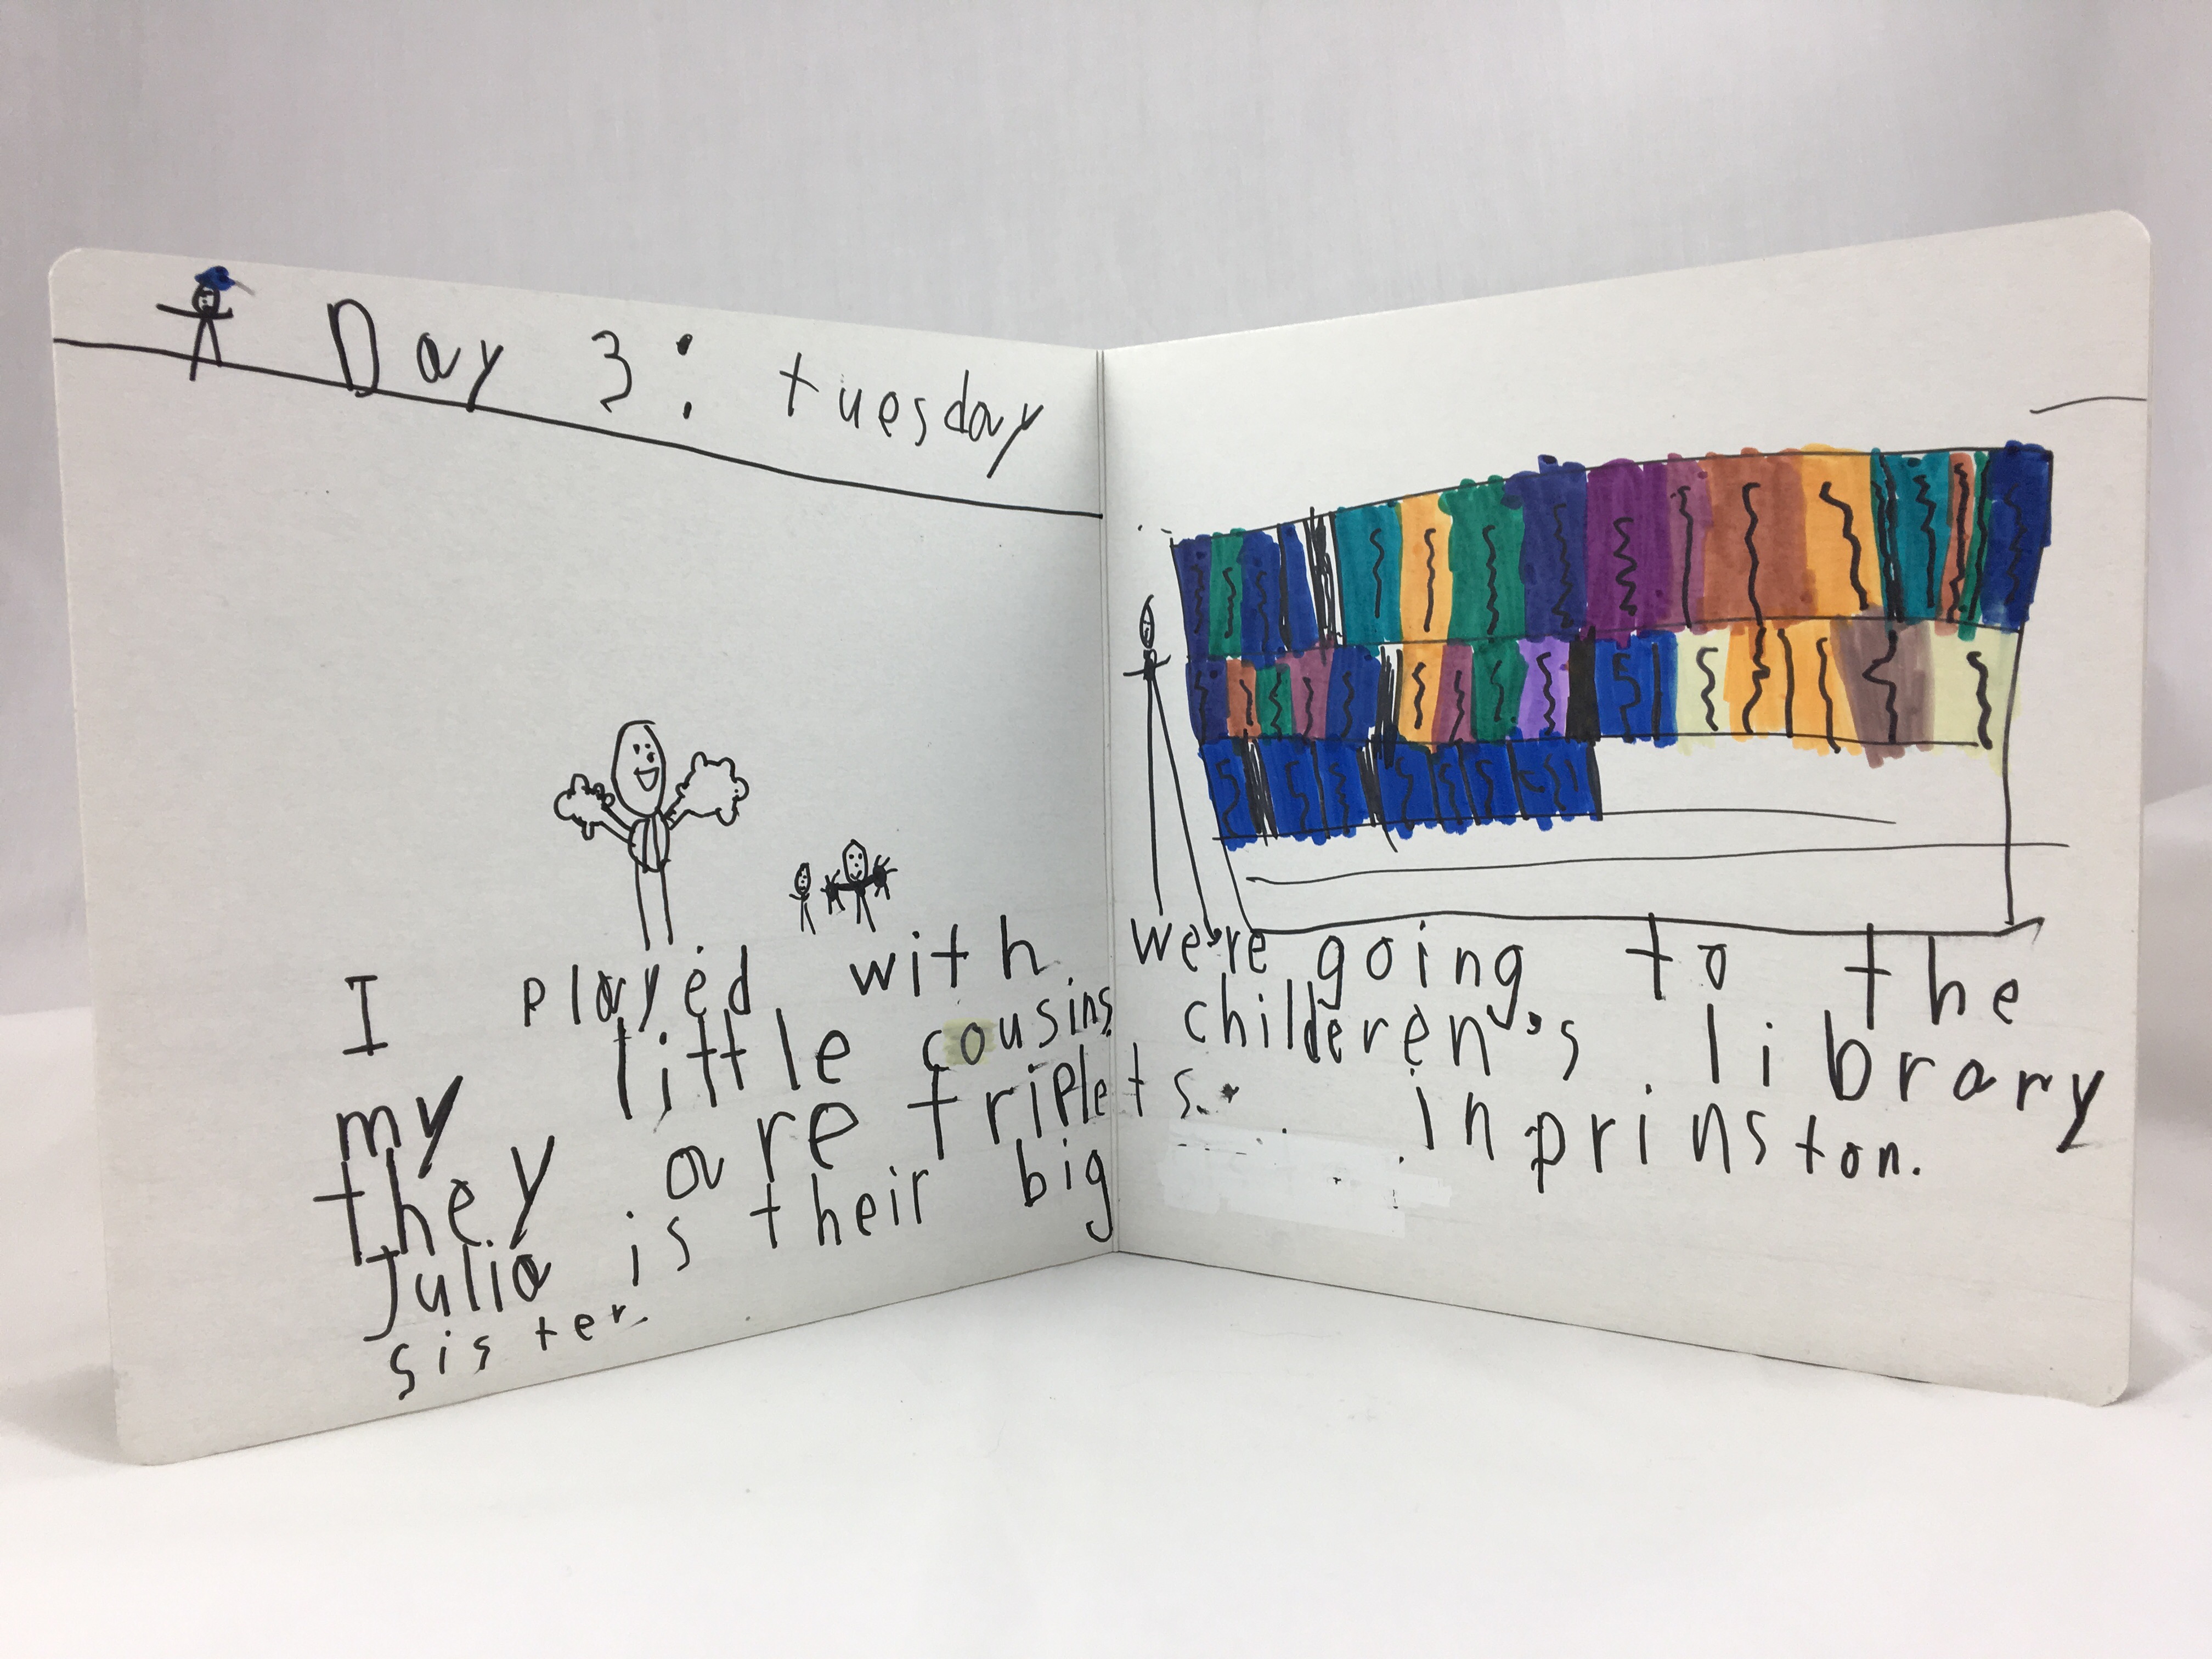 Day 3: tuesday
I played with
my little cousins
they are triplets.
Julia is their big
sister.
we're going to the
childeren's library
in prinston.